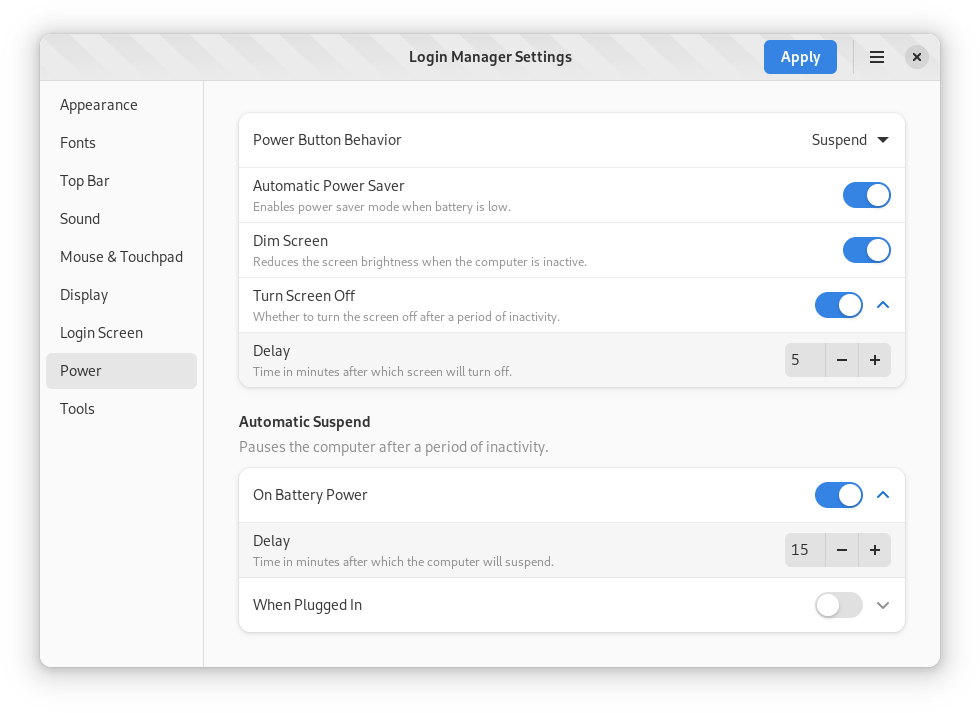 Login Manager Settings
Apply
Appearance
Fonts
Top Bar
Sound
Mouse & Touchpad
Display
Login Screen
Power
Tools
Power Button Behavior
Suspend
Automatic Power Saver
Enables power saver mode when battery is low.
Dim Screen
Reduces the screen brightness when the computer is inactive.
Turn Screen Off
Whether to turn the screen off after a period of inactivity.
Delay
Time in minutes after which screen will turn off.
5
Automatic Suspend
Pauses the computer after a period of inactivity.
On Battery Power
Delay
Time in minutes after which the computer will suspend.
15
When Plugged In